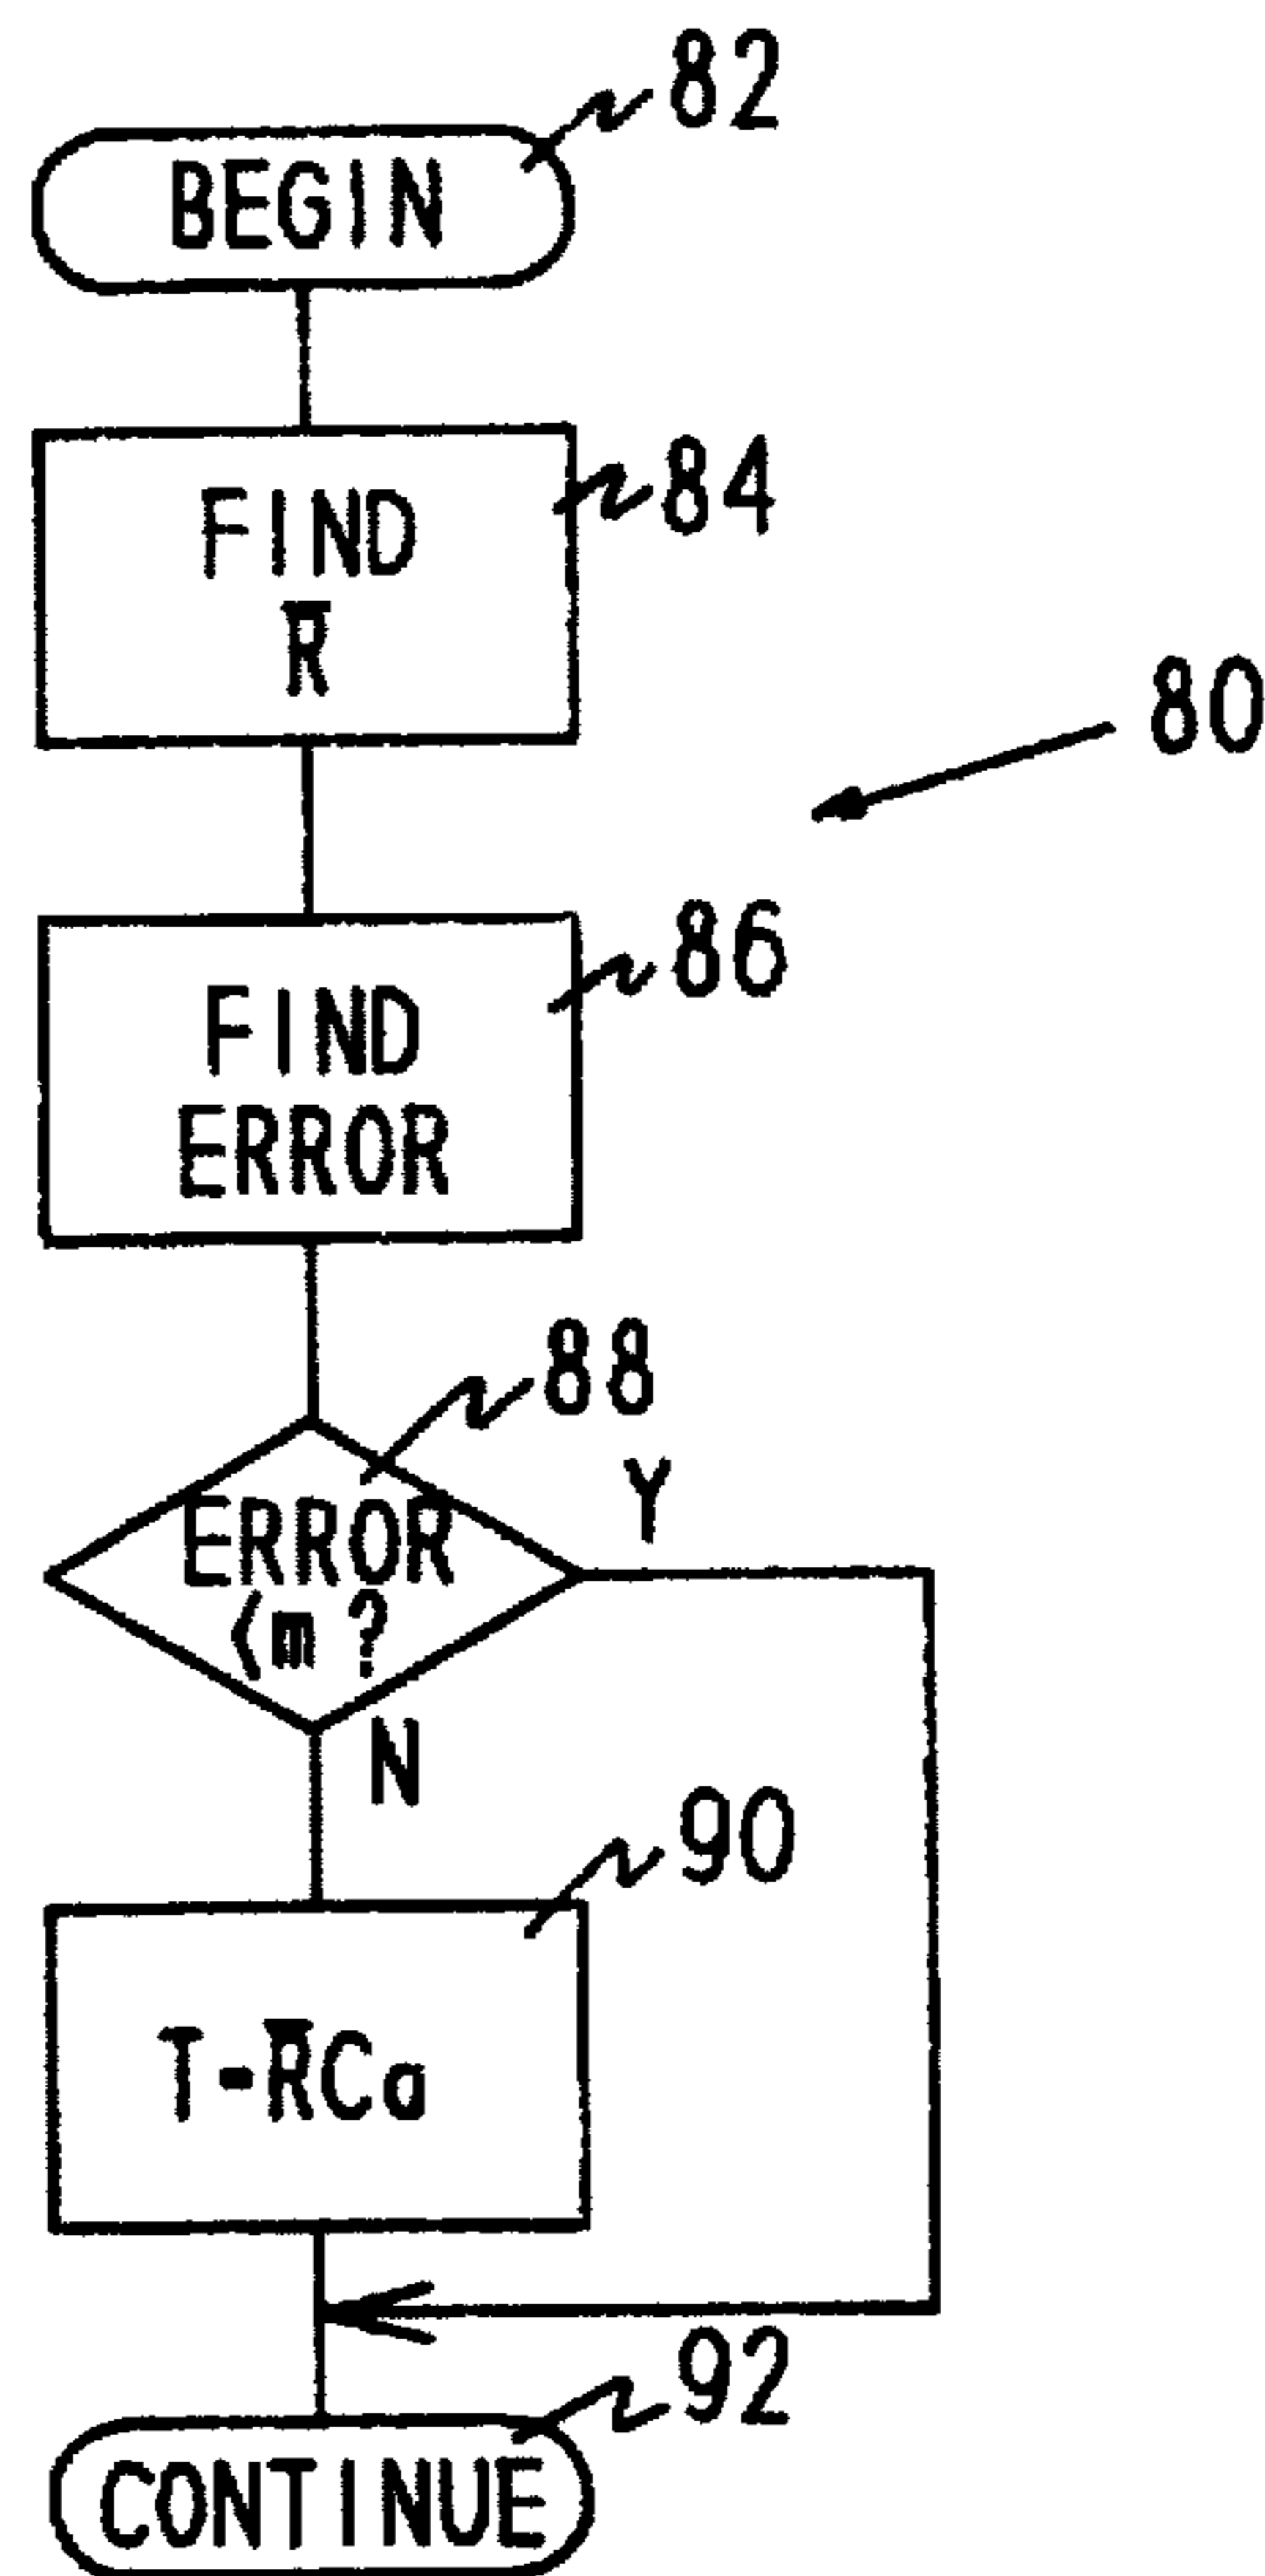 82
BEGIN
84
FIND
R̅
80
86
FIND
ERROR
88
Y
ERROR
<m ?
N
90
T=R̅Ca
92
CONTINUE